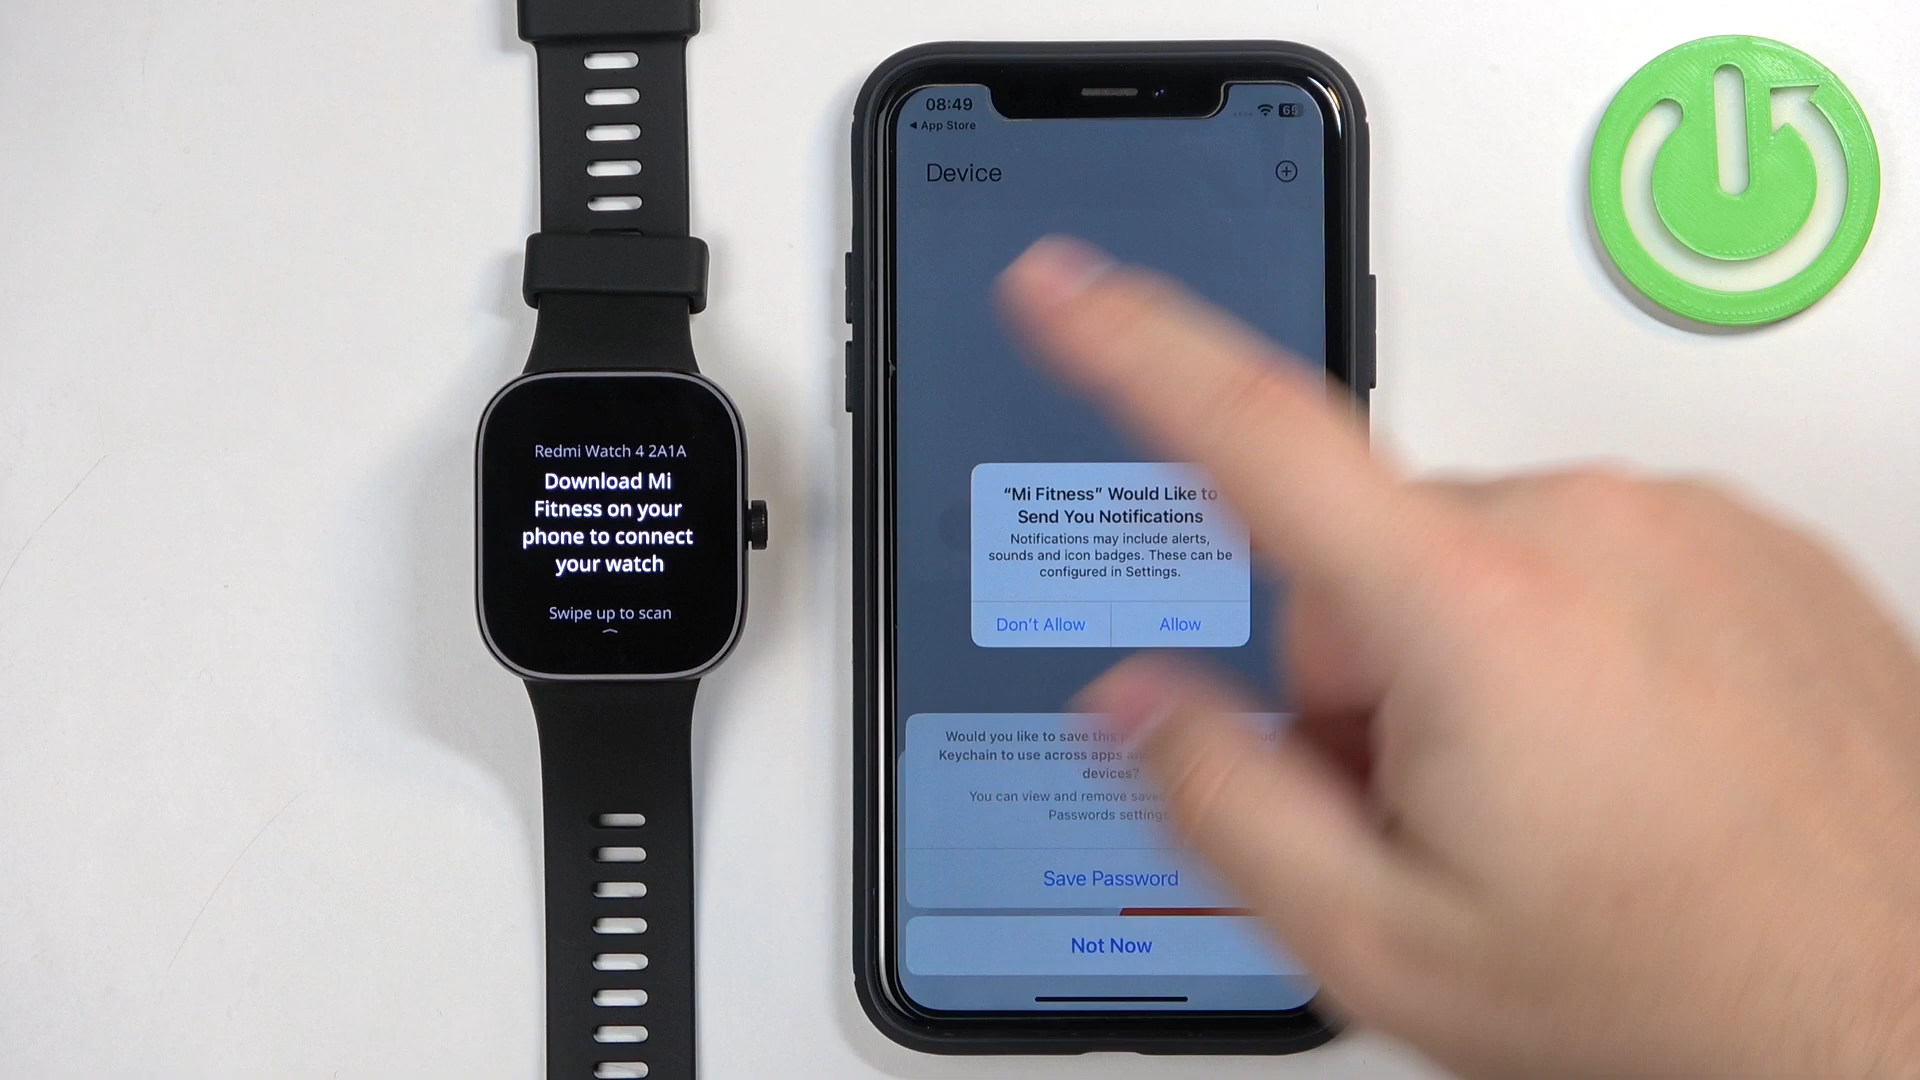 Redmi Watch 4 2A1A
Download Mi
Fitness on your
phone to connect
your watch
Swipe up to scan
08:49
65
◀ App Store
Device
“Mi Fitness” Would Like to
Send You Notifications
Notifications may include alerts,
sounds and icon badges. These can be
configured in Settings.
Don’t Allow
Allow
Would you like to save this
Keychain to use across apps
devices?
You can view and remove
Passwords
Save Password
Not Now